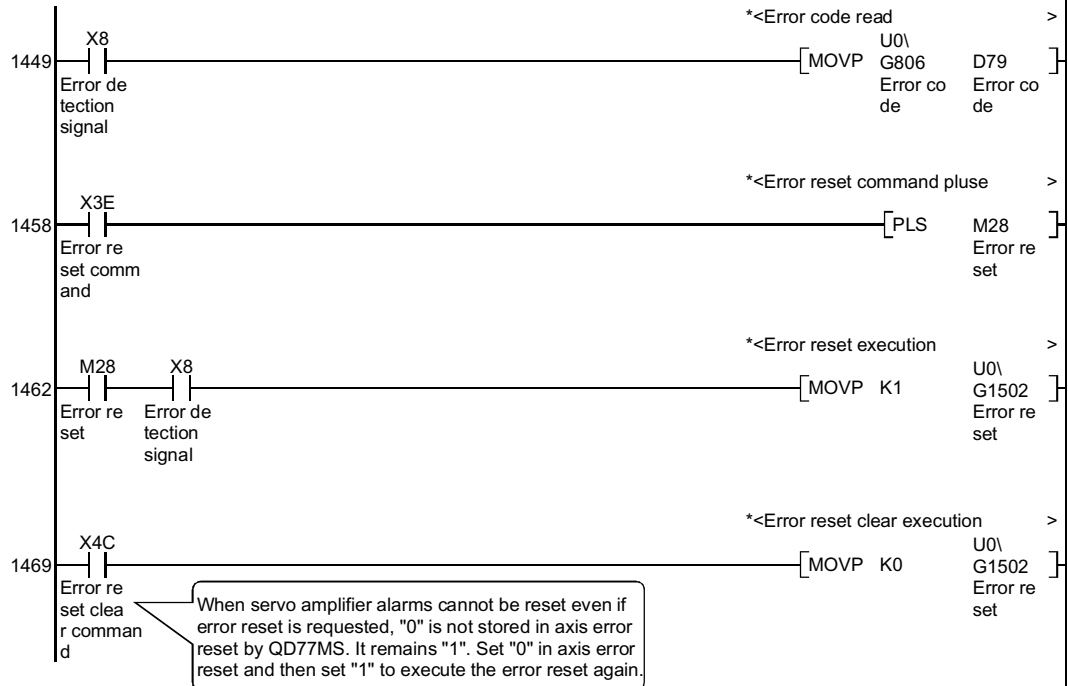 *<Error code read >
X8
U0\
1449
MOVP G806 D79
Error de
tection
signal
Error co
de
Error co
de
*<Error reset command pluse >
X3E
1458
PLS M28
Error re
set comm
and
Error re
set
*<Error reset execution >
M28 X8
U0\
1462
MOVP K1 G1502
Error re
set
Error de
tection
signal
Error re
set
*<Error reset clear execution >
X4C
U0\
1469
MOVP K0 G1502
Error re
set clea
r comman
d
Error re
set
When servo amplifier alarms cannot be reset even if
error reset is requested, "0" is not stored in axis error
reset by QD77MS. It remains "1". Set "0" in axis error
reset and then set "1" to execute the error reset again.